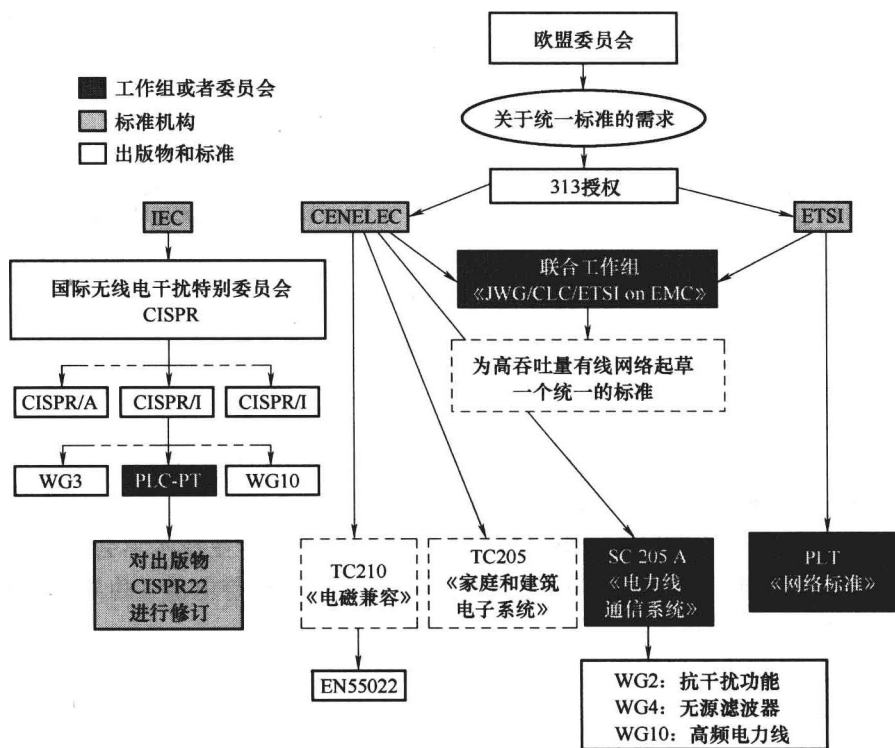 欧盟委员会
工作组或者委员会
标准机构
出版物和标准
关于统一标准的需求
313授权
IEC
CENELEC
ETSI
国际无线电干扰特别委员会
CISPR
联合工作组
《JWG/CLC/ETSI on EMC》
为高吞吐量有线网络起草
一个统一的标准
CISPR/A
CISPR/I
CISPR/I
WG3
PLC-PT
WG10
对出版物
CISPR22
进行修订
TC210
《电磁兼容》
TC205
《家庭和建筑
电子系统》
SC 205 A
《电力线
通信系统》
PLT
《网络标准》
EN55022
WG2：抗干扰功能
WG4：无源滤波器
WG10：高频电力线